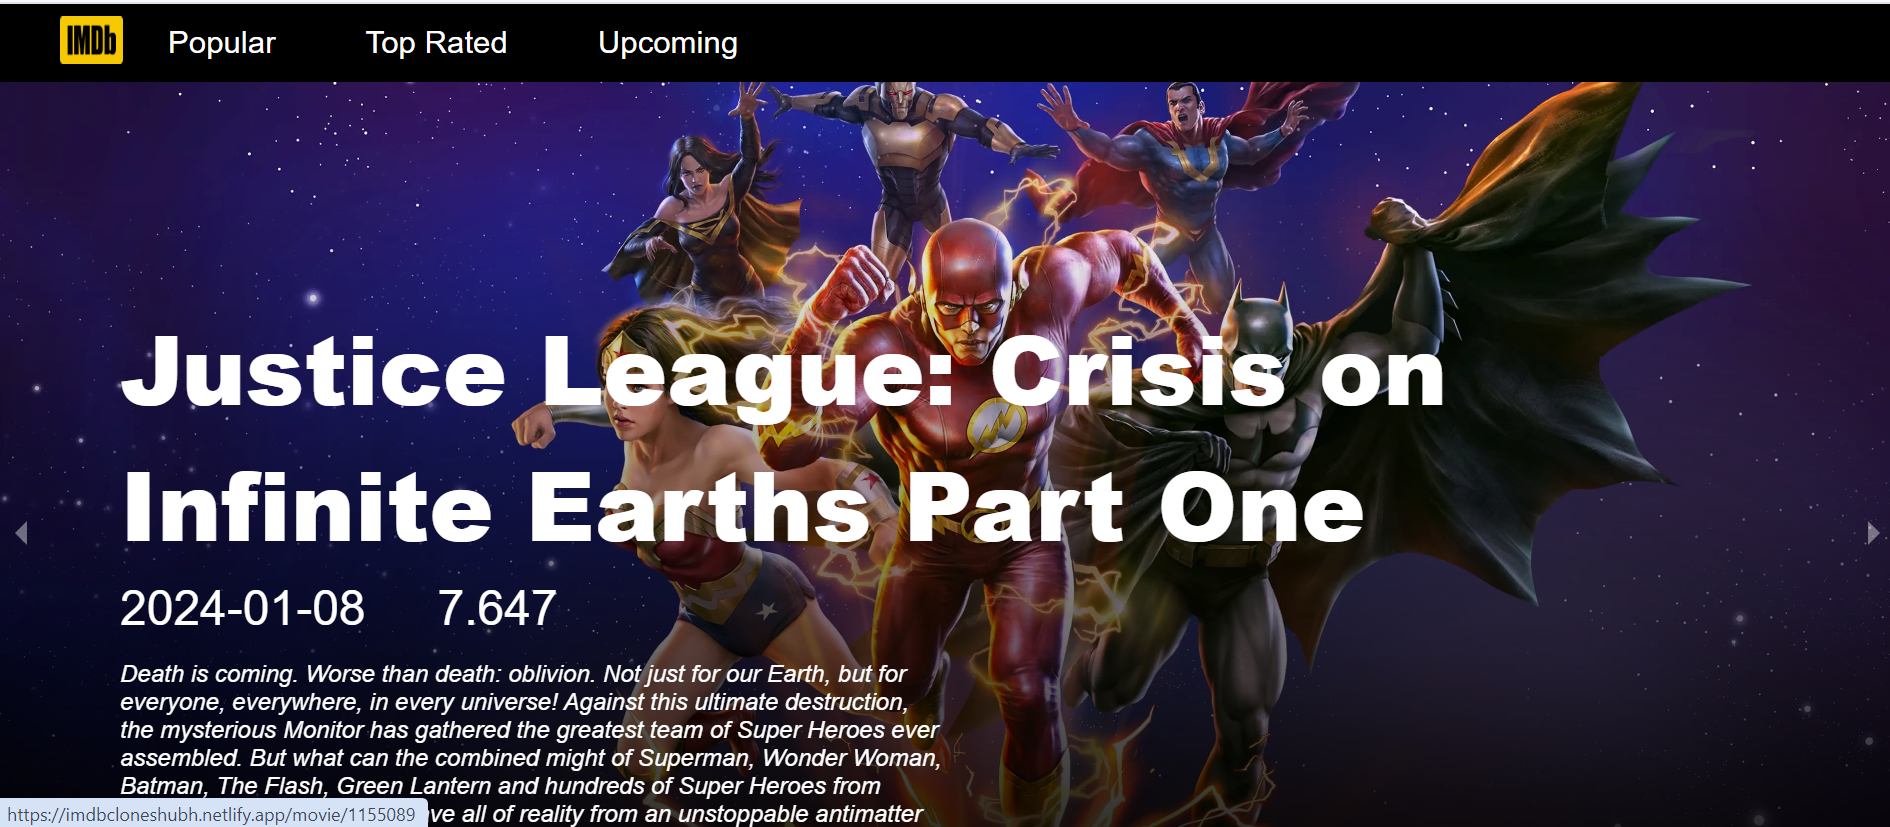 IMDb Popular Top Rated Upcoming
Justice League: Crisis on
Infinite Earths Part One
2024-01-08 7.647
Death is coming. Worse than death: oblivion. Not just for our Earth, but for
everyone, everywhere, in every universe! Against this ultimate destruction,
the mysterious Monitor has gathered the greatest team of Super Heroes ever
assembled. But what can the combined might of Superman, Wonder Woman,
Batman, The Flash, Green Lantern and hundreds of Super Heroes from
all of reality from an unstoppable antimatter
https://imdbcloneshubh.netlify.app/movie/1155089